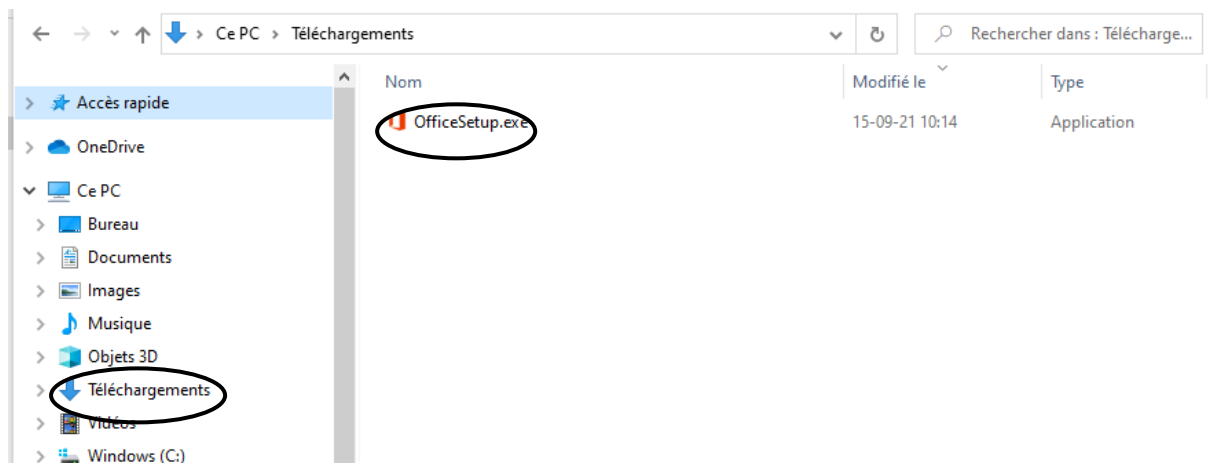 Ce PC > Téléchargements
Rechercher dans : Télécharge...
Nom Modifié le Type
Accès rapide
OfficeSetup.exe 15-09-21 10:14 Application
OneDrive
Ce PC
Bureau
Documents
Images
Musique
Objets 3D
Téléchargements
Vidéos
Windows (C:)